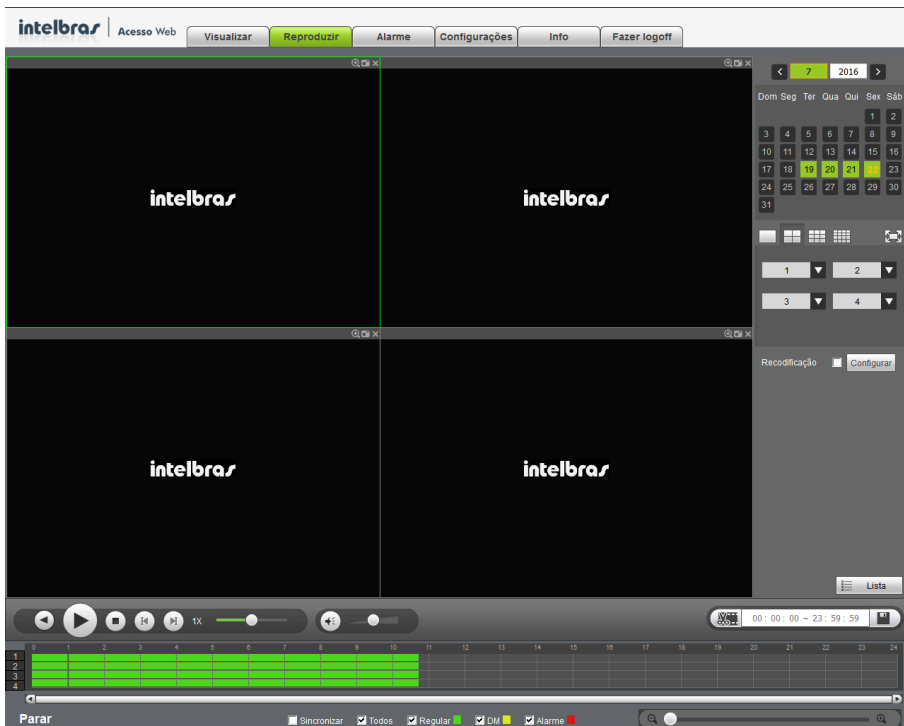 intelbras Acesso Web Visualizar Reproduzir Alarme Configurações Info Fazer logoff
7 2016
Dom Seg Ter Qua Qui Sex Sáb
1 2
3 4 5 6 7 8 9
10 11 12 13 14 15 16
17 18 19 20 21 22 23
24 25 26 27 28 29 30
31
intelbras intelbras
1 2
3 4
Recodificação Configurar
intelbras intelbras
Lista
1X 00: 00: 00 ~ 23: 59: 59
0 1 2 3 4 5 6 7 8 9 10 11 12 13 14 15 16 17 18 19 20 21 22 23 24
1
2
3
4
Parar Sincronizar Todos Regular DM Alarme